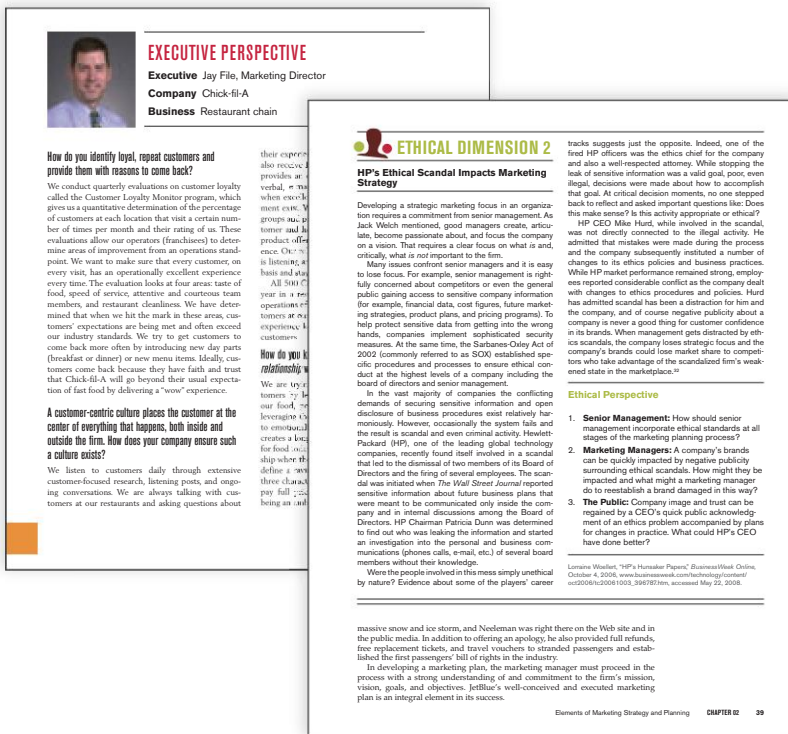 EXECUTIVE PERSPECTIVE
Executive Jay File, Marketing Director
Company Chick-fil-A
Business Restaurant chain
How do you identify loyal, repeat customers and
provide them with reasons to come back?
We conduct quarterly evaluations on customer loyalty
called the Customer Loyalty Monitor program, which
gives us a quantitative determination of the percentage
of customers at each location that visit a certain num-
ber of times per month and their rating of us. These
evaluations allow our operators (franchisees) to deter-
mine areas of improvement from an operations stand-
point. We want to make sure that every customer, on
every visit, has an operationally excellent experience
every time. The evaluation looks at four areas: taste of
food, speed of service, attentive and courteous team
members, and restaurant cleanliness. We have deter-
mined that when we hit the mark in these areas, cus-
tomers' expectations are being met and often exceed
our industry standards. We try to get customers to
come back more often by introducing new day parts
(breakfast or dinner) or new menu items. Ideally, cus-
tomers come back because they have faith and trust
that Chick-fil-A will go beyond their usual expecta-
tion of fast food by delivering a "wow" experience.
A customer-centric culture places the customer at the
center of everything that happens, both inside and
outside the firm. How does your company ensure such
a culture exists?
We listen to customers daily through extensive
customer-focused research, listening posts, and ongo-
ing conversations. We are always talking with cus-
tomers at our restaurants and asking questions about
their
also
provides an
verbal,
when
ment
groups
tomer and
product
ence.
is listening,
basis and
All 500
year in a
operations
tomers at
experience
customers
How do you
relationship
We are
tomers
our food,
leveraging
to
creates a
for food
ship when
define a
three
pay full
being an
ETHICAL DIMENSION 2
HP's Ethical Scandal Impacts Marketing
Strategy
Developing a strategic marketing focus in an organiza-
tion requires a commitment from senior management. As
Jack Welch mentioned, good managers create, articu-
late, become passionate about, and focus the company
on a vision. That requires a clear focus on what is and,
critically, what is not important to the firm.
Many issues confront senior managers and it is easy
to lose focus. For example, senior management is right-
fully concerned about competitors or even the general
public gaining access to sensitive company information
(for example, financial data, cost figures, future market-
ing strategies, product plans, and pricing programs). To
help protect sensitive data from getting into the wrong
hands, companies implement sophisticated security
measures. At the same time, the Sarbanes-Oxley Act of
2002 (commonly referred to as SOX) established spe-
cific procedures and processes to ensure ethical con-
duct at the highest levels of a company including the
board of directors and senior management.
In the vast majority of companies the conflicting
demands of securing sensitive information and open
disclosure of business procedures exist relatively har-
moniously. However, occasionally the system fails and
the result is scandal and even criminal activity. Hewlett-
Packard (HP), one of the leading global technology
companies, recently found itself involved in a scandal
that led to the dismissal of two members of its Board of
Directors and the firing of several employees. The scan-
dal was initiated when The Wall Street Journal reported
sensitive information about future business plans that
were meant to be communicated only inside the com-
pany and in internal discussions among the Board of
Directors. HP Chairman Patricia Dunn was determined
to find out who was leaking the information and started
an investigation into the personal and business com-
munications (phones calls, e-mail, etc.) of several board
members without their knowledge.
Were the people involved in this mess simply unethical
by nature? Evidence about some of the players' career
tracks suggests just the opposite. Indeed, one of the
fired HP officers was the ethics chief for the company
and also a well-respected attorney. While stopping the
leak of sensitive information was a valid goal, poor, even
illegal, decisions were made about how to accomplish
that goal. At critical decision moments, no one stepped
back to reflect and asked important questions like: Does
this make sense? Is this activity appropriate or ethical?
HP CEO Mike Hurd, while involved in the scandal,
was not directly connected to the illegal activity. He
admitted that mistakes were made during the process
and the company subsequently instituted a number of
changes to its ethics policies and business practices.
While HP market performance remained strong, employ-
ees reported considerable conflict as the company dealt
with changes to ethics procedures and policies. Hurd
has admitted scandal has been a distraction for him and
the company, and of course negative publicity about a
company is never a good thing for customer confidence
in its brands. When management gets distracted by eth-
ics scandals, the company loses strategic focus and the
company's brands could lose market share to competi-
tors who take advantage of the scandalized firm's weak-
ened state in the marketplace.³²
Ethical Perspective
1. Senior Management: How should senior
management incorporate ethical standards at all
stages of the marketing planning process?
2. Marketing Managers: A company's brands
can be quickly impacted by negative publicity
surrounding ethical scandals. How might they be
impacted and what might a marketing manager
do to reestablish a brand damaged in this way?
3. The Public: Company image and trust can be
regained by a CEO's quick public acknowledg-
ment of an ethics problem accompanied by plans
for changes in practice. What could HP's CEO
have done better?
Lorraine Woellert, "HP's Hunsaker Papers," BusinessWeek Online,
October 4, 2006, www.businessweek.com/technology/content/
oct2006/tc20061003_396787.htm, accessed May 22, 2008.
massive snow and ice storm, and Neeleman was right there on the Web site and in
the public media. In addition to offering an apology, he also provided full refunds,
free replacement tickets, and travel vouchers to stranded passengers and estab-
lished the first passengers' bill of rights in the industry.
In developing a marketing plan, the marketing manager must proceed in the
process with a strong understanding of and commitment to the firm's mission,
vision, goals, and objectives. JetBlue's well-conceived and executed marketing
plan is an integral element in its success.
Elements of Marketing Strategy and Planning CHAPTER 02 39